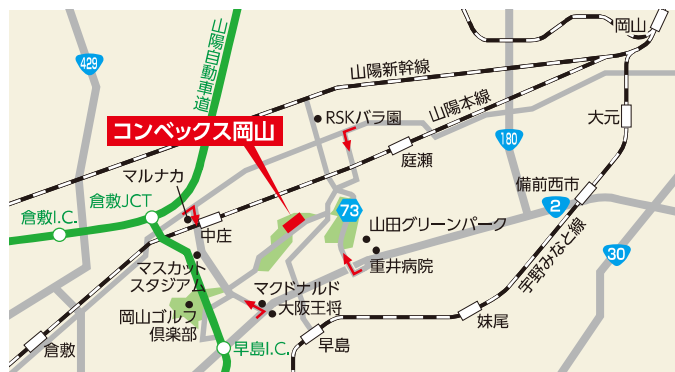 岡山
山陽自動車道
429
山陽新幹線
山陽本線
RSKバラ園
大元
コンベックス岡山
180
庭瀬
マルナカ
備前西市
倉敷JCT
2
73
倉敷I.C.
中庄
山田グリーンパーク
宇野みなと線
30
マスカット
スタジアム
重井病院
マクドナルド
大阪王将
岡山ゴルフ
倶楽部
妹尾
早島
倉敷
早島I.C.